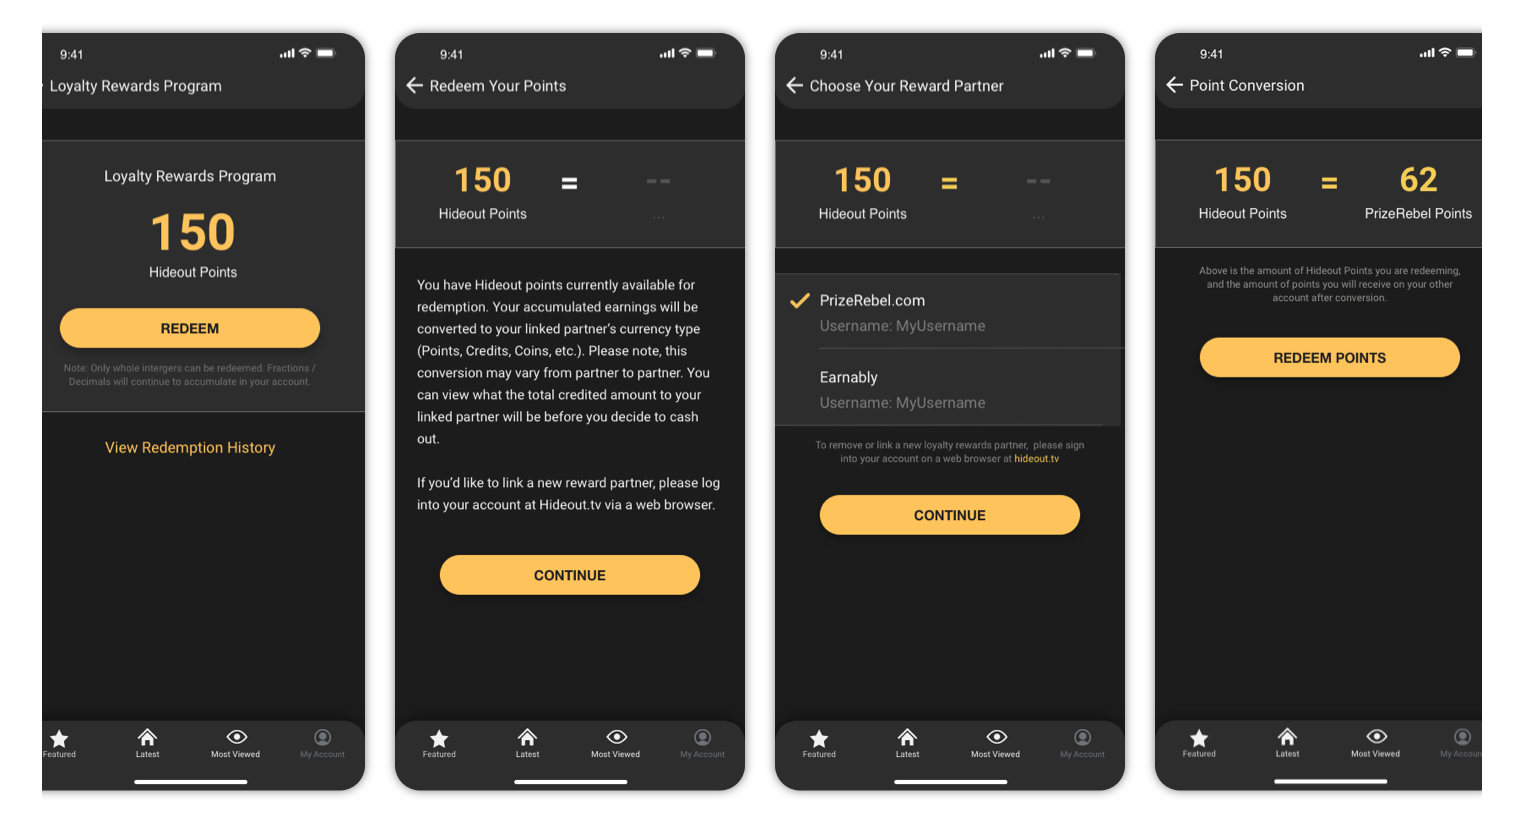 9:41
Loyalty Rewards Program
Loyalty Rewards Program
150
Hideout Points
REDEEM
Note: Only whole intergers can be redeemed. Fractions /
Decimals will continue to accumulate in your account.
View Redemption History
Featured
Latest
Most Viewed
My Account
9:41
Redeem Your Points
150 = --
Hideout Points ...
You have Hideout points currently available for
redemption. Your accumulated earnings will be
converted to your linked partner's currency type
(Points, Credits, Coins, etc.). Please note, this
conversion may vary from partner to partner. You
can view what the total credited amount to your
linked partner will be before you decide to cash
out.
If you'd like to link a new reward partner, please log
into your account at Hideout.tv via a web browser.
CONTINUE
Featured
Latest
Most Viewed
My Account
9:41
Choose Your Reward Partner
150 = --
Hideout Points ...
PrizeRebel.com
Username: MyUsername
Earnably
Username: MyUsername
To remove or link a new loyalty rewards partner, please sign
into your account on a web browser at hideout.tv
CONTINUE
Featured
Latest
Most Viewed
My Account
9:41
Point Conversion
150 = 62
Hideout Points PrizeRebel Points
Above is the amount of Hideout Points you are redeeming,
and the amount of points you will receive on your other
account after conversion.
REDEEM POINTS
Featured
Latest
Most Viewed
My Accoun